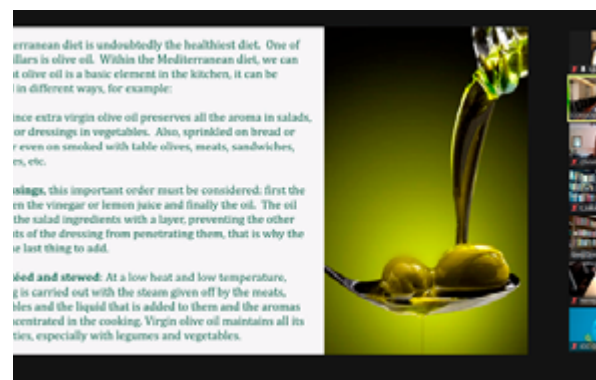 erranean diet is undoubtedly the healthiest diet. One of
illars is olive oil. Within the Mediterranean diet, we can
t olive oil is a basic element in the kitchen, it can be
in different ways, for example:
ince extra virgin olive oil preserves all the aroma in salads,
or dressings in vegetables. Also, sprinkled on bread or
r even on smoked with table olives, meats, sandwiches,
es, etc.
ssings, this important order must be considered: first the
en the vinegar or lemon juice and finally the oil. The oil
the salad ingredients with a layer, preventing the other
nts of the dressing from penetrating them, that is why the
e last thing to add.
éed and stewed: At a low heat and low temperature,
g is carried out with the steam given off by the meats,
bles and the liquid that is added to them and the aromas
ncentrated in the cooking. Virgin olive oil maintains all its
ties, especially with legumes and vegetables.